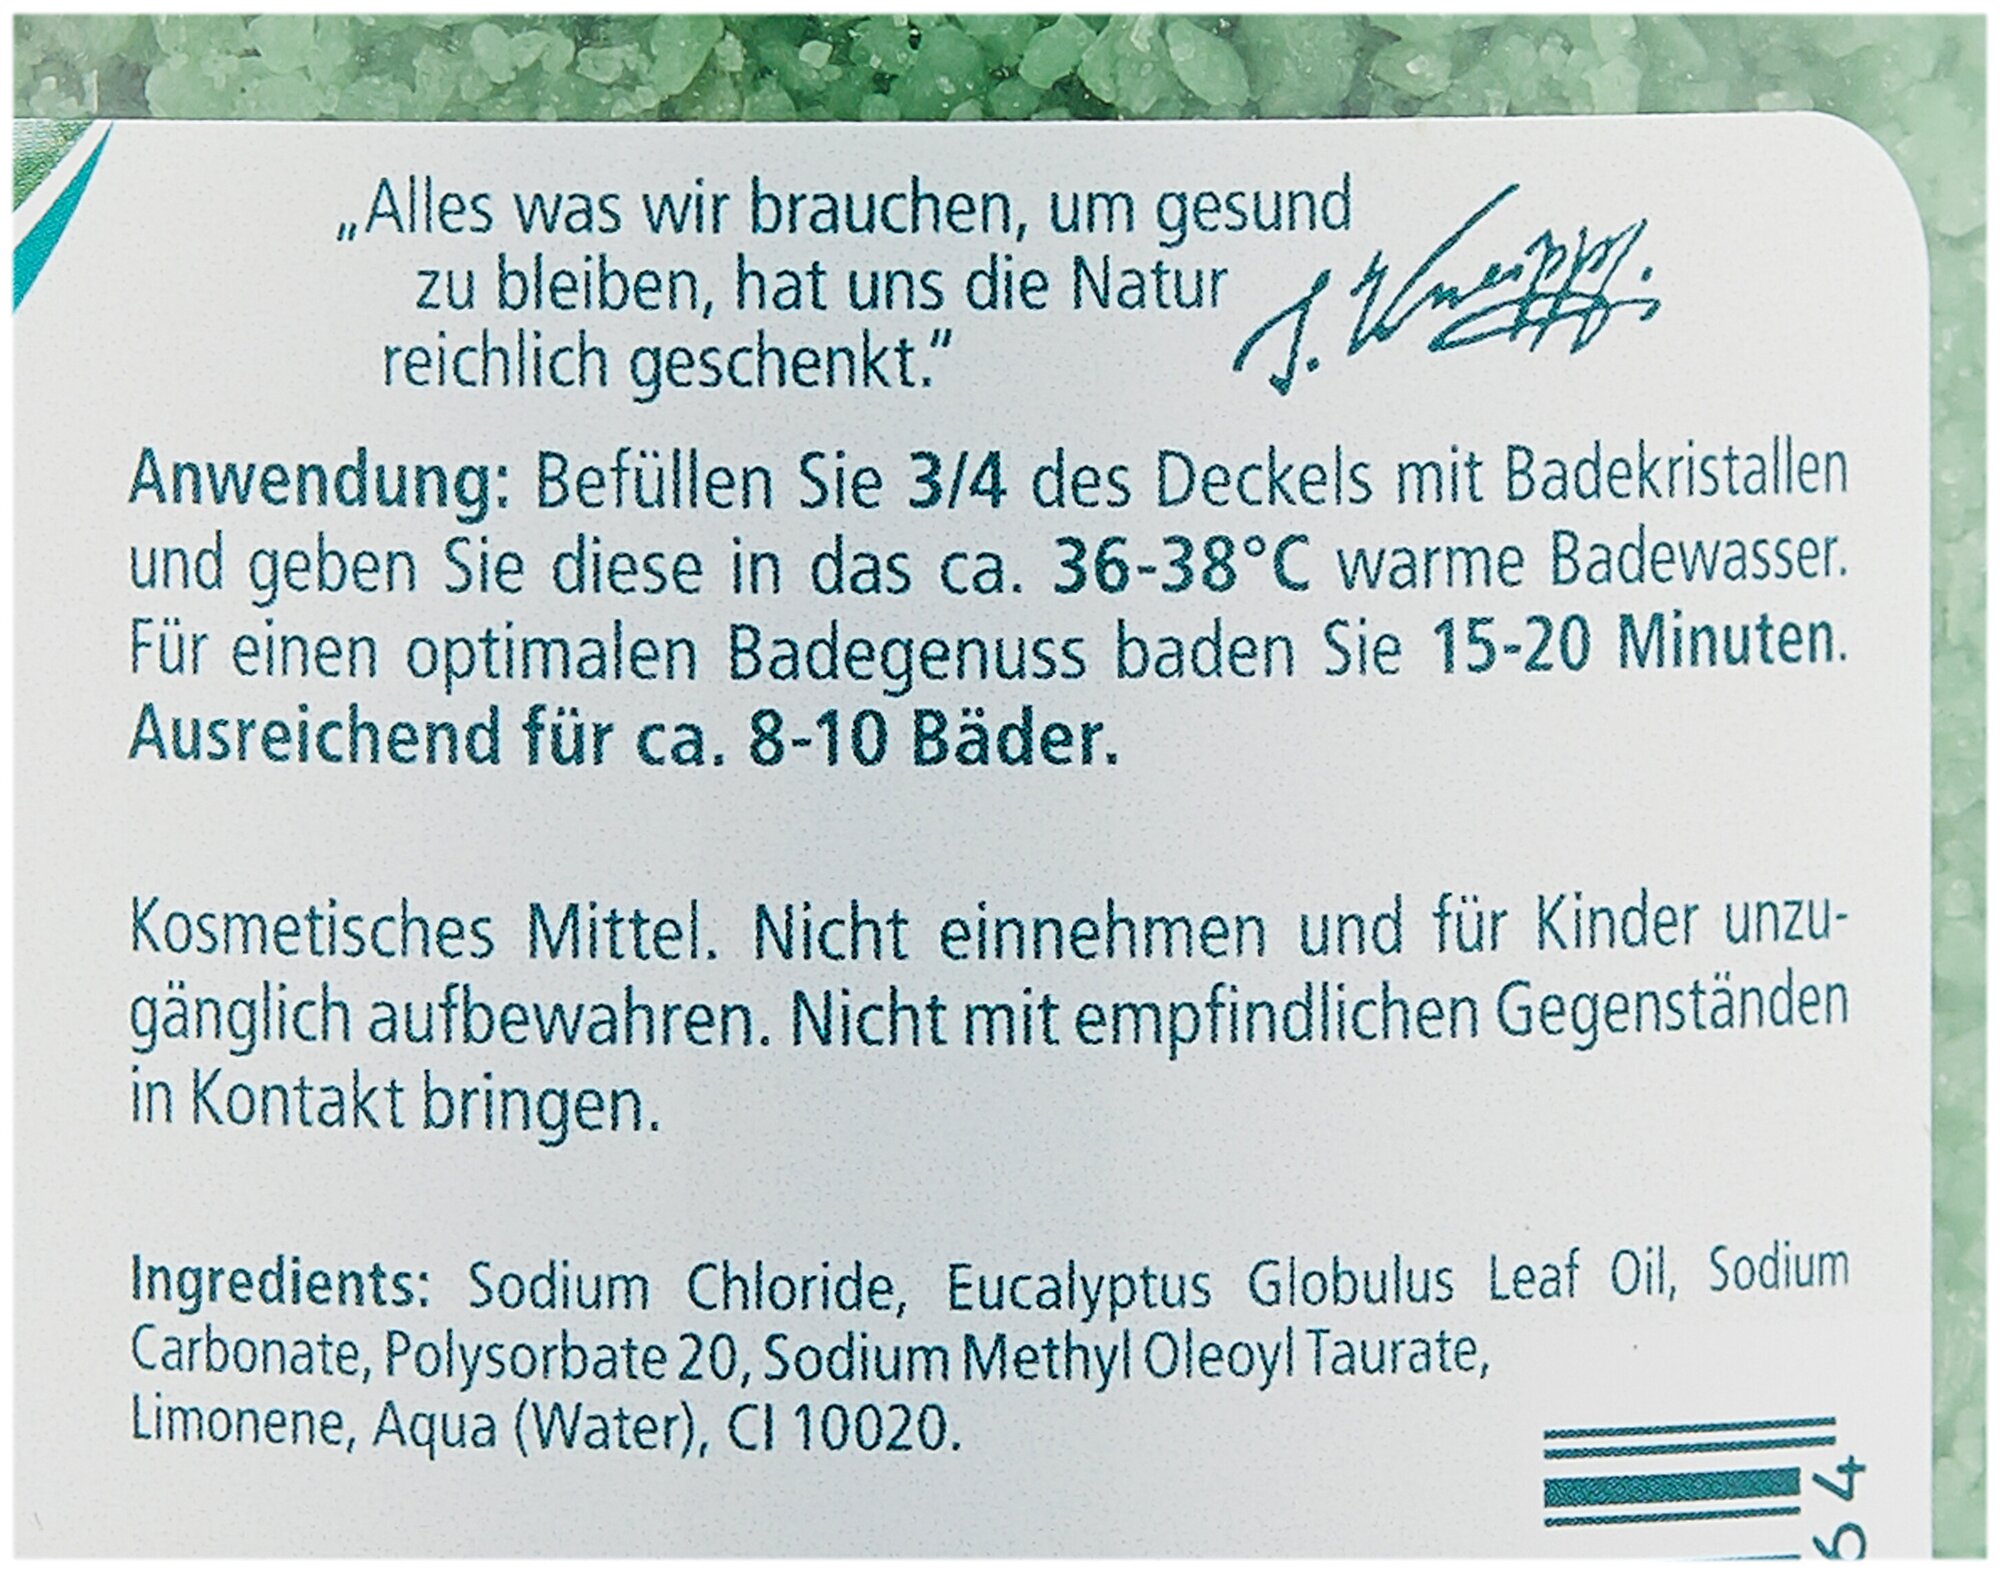 „Alles was wir brauchen, um gesund
zu bleiben, hat uns die Natur
reichlich geschenkt.”
S. Kneipp.
Anwendung: Befüllen Sie 3/4 des Deckels mit Badekristallen
und geben Sie diese in das ca. 36-38°C warme Badewasser.
Für einen optimalen Badegenuss baden Sie 15-20 Minuten.
Ausreichend für ca. 8-10 Bäder.
Kosmetisches Mittel. Nicht einnehmen und für Kinder unzu-
gänglich aufbewahren. Nicht mit empfindlichen Gegenständen
in Kontakt bringen.
Ingredients: Sodium Chloride, Eucalyptus Globulus Leaf Oil, Sodium
Carbonate, Polysorbate 20, Sodium Methyl Oleoyl Taurate,
Limonene, Aqua (Water), CI 10020.
64